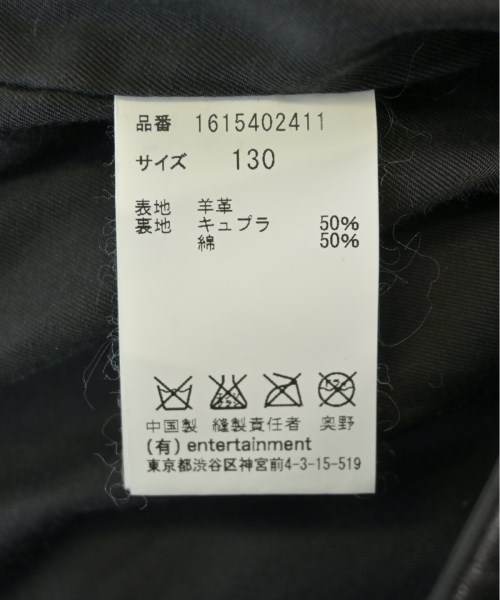 品番 1615402411
サイズ 130
表地 羊革
裏地 キュプラ 50%
綿 50%
中国製 縫製責任者 奥野
(有) entertainment
東京都渋谷区神宮前4-3-15-519